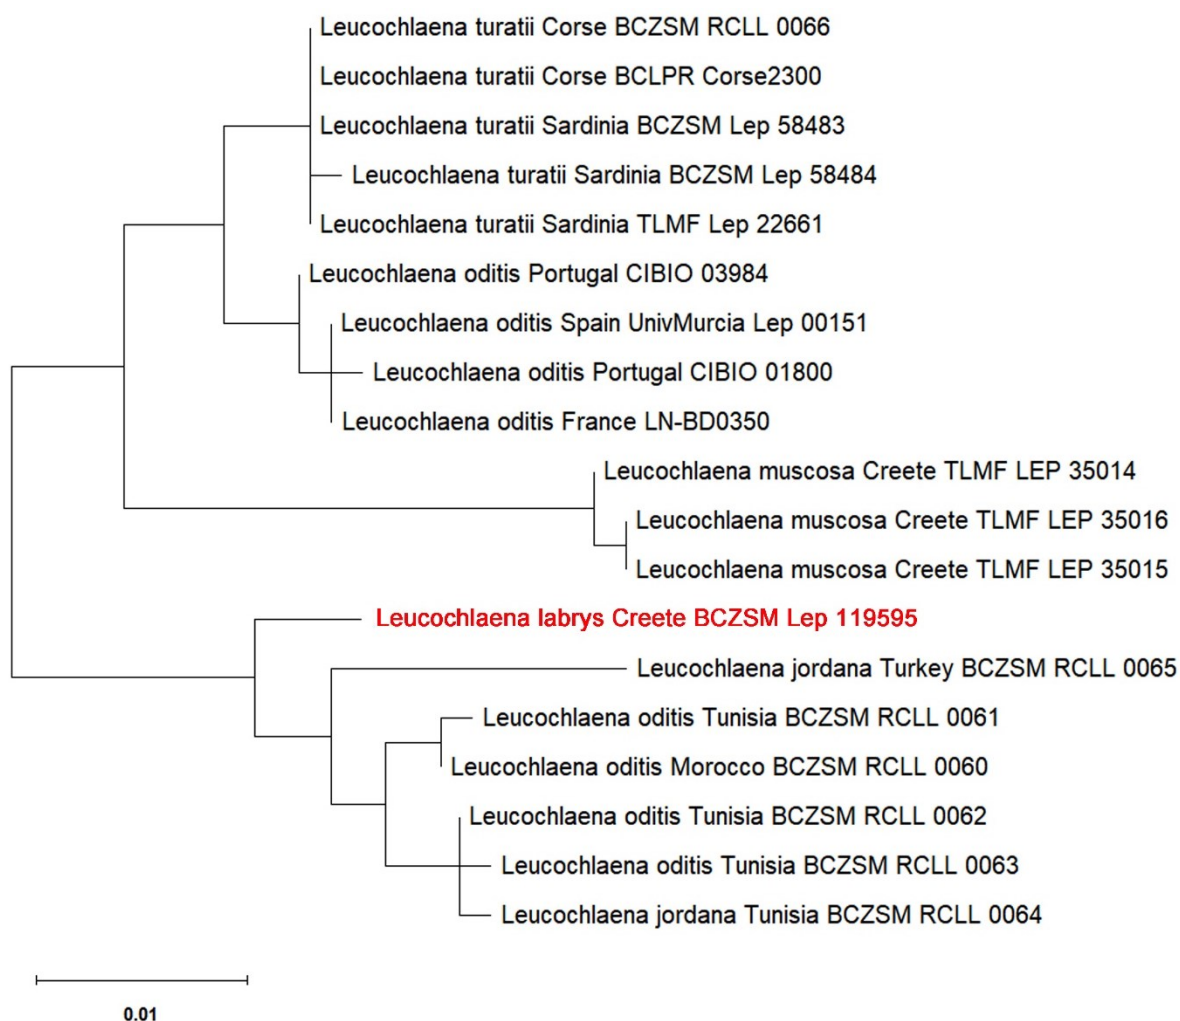 Leucochlaena turatii Corse BCZSM RCLL 0066
Leucochlaena turatii Corse BCLPR Corse2300
Leucochlaena turatii Sardinia BCZSM Lep 58483
Leucochlaena turatii Sardinia BCZSM Lep 58484
Leucochlaena turatii Sardinia TLMF Lep 22661
Leucochlaena oditis Portugal CIBIO 03984
Leucochlaena oditis Spain UnivMurcia Lep 00151
Leucochlaena oditis Portugal CIBIO 01800
Leucochlaena oditis France LN-BD0350
Leucochlaena muscosa Creete TLMF LEP 35014
Leucochlaena muscosa Creete TLMF LEP 35016
Leucochlaena muscosa Creete TLMF LEP 35015
Leucochlaena labrys Creete BCZSM Lep 119595
Leucochlaena jordana Turkey BCZSM RCLL 0065
Leucochlaena oditis Tunisia BCZSM RCLL 0061
Leucochlaena oditis Morocco BCZSM RCLL 0060
Leucochlaena oditis Tunisia BCZSM RCLL 0062
Leucochlaena oditis Tunisia BCZSM RCLL 0063
Leucochlaena jordana Tunisia BCZSM RCLL 0064
0.01